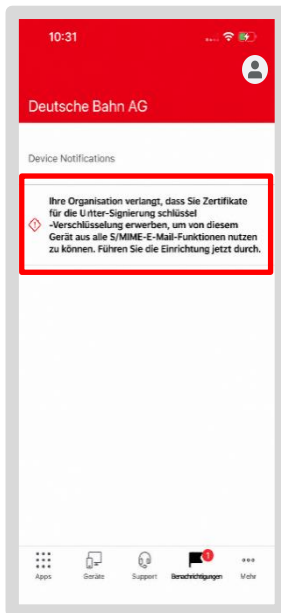 10:31
Deutsche Bahn AG
Device Notifications
Ihre Organisation verlangt, dass Sie Zertifikate
für die Unter-Signierung schlüssel
-Verschlüsselung erwerben, um von diesem
Gerät aus alle S/MIME-E-Mail-Funktionen nutzen
zu können. Führen Sie die Einrichtung jetzt durch.
1
Apps Geräte Support Benachrichtigungen Mehr